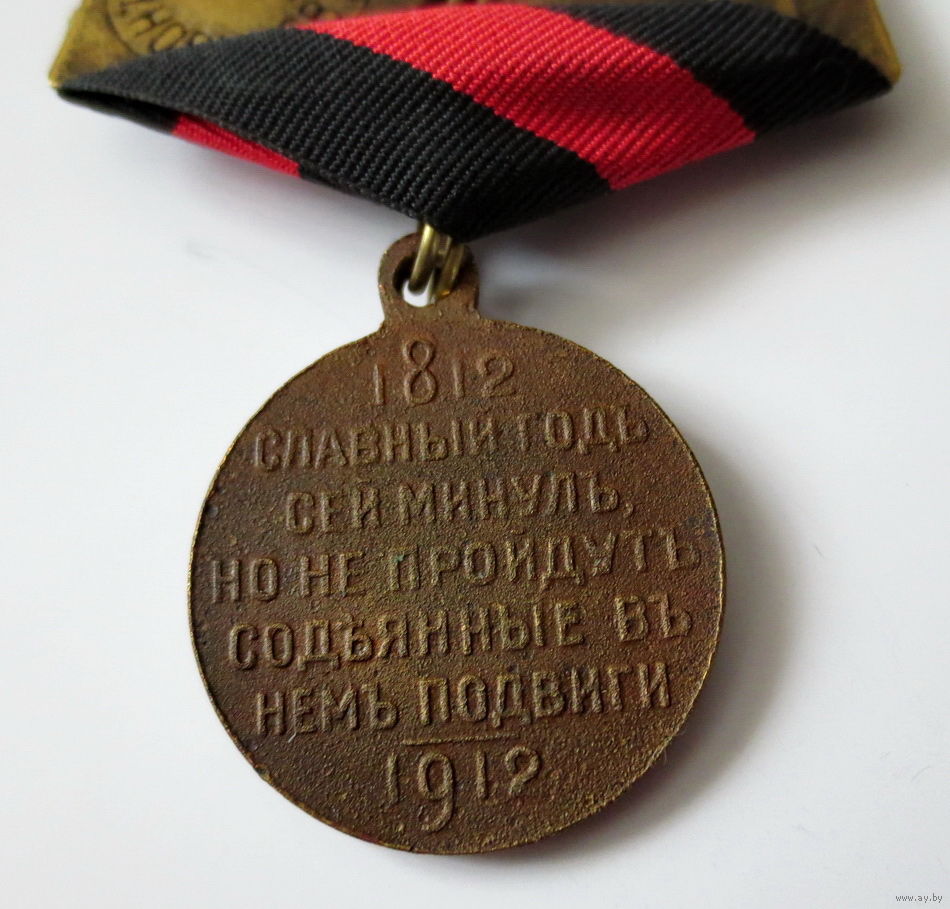 1812
СЛАВНЫЙ ГОДЪ
СЕЙ МИНУЛЪ,
НО НЕ ПРОЙДУТЪ
СОДѢЯННЫЕ ВЪ
НЕМЪ ПОДВИГИ
1912
www.ay.by